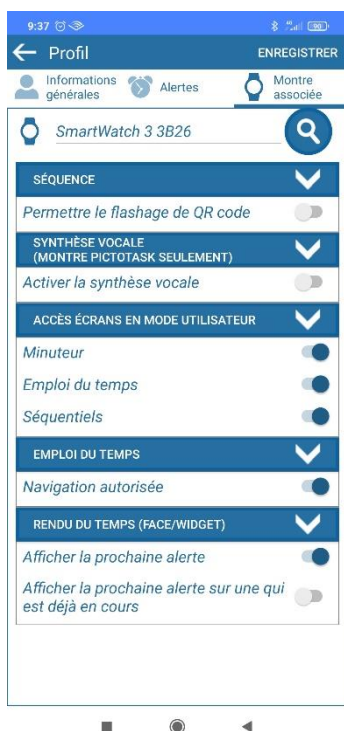 9:37
90
Profil
ENREGISTRER
Informations
générales
Alertes
Montre
associée
SmartWatch 3 3B26
SÉQUENCE
Permettre le flashage de QR code
SYNTHÈSE VOCALE
(MONTRE PICTOTASK SEULEMENT)
Activer la synthèse vocale
ACCÈS ÉCRANS EN MODE UTILISATEUR
Minuteur
Emploi du temps
Séquentiels
EMPLOI DU TEMPS
Navigation autorisée
RENDU DU TEMPS (FACE/WIDGET)
Afficher la prochaine alerte
Afficher la prochaine alerte sur une qui
est déjà en cours